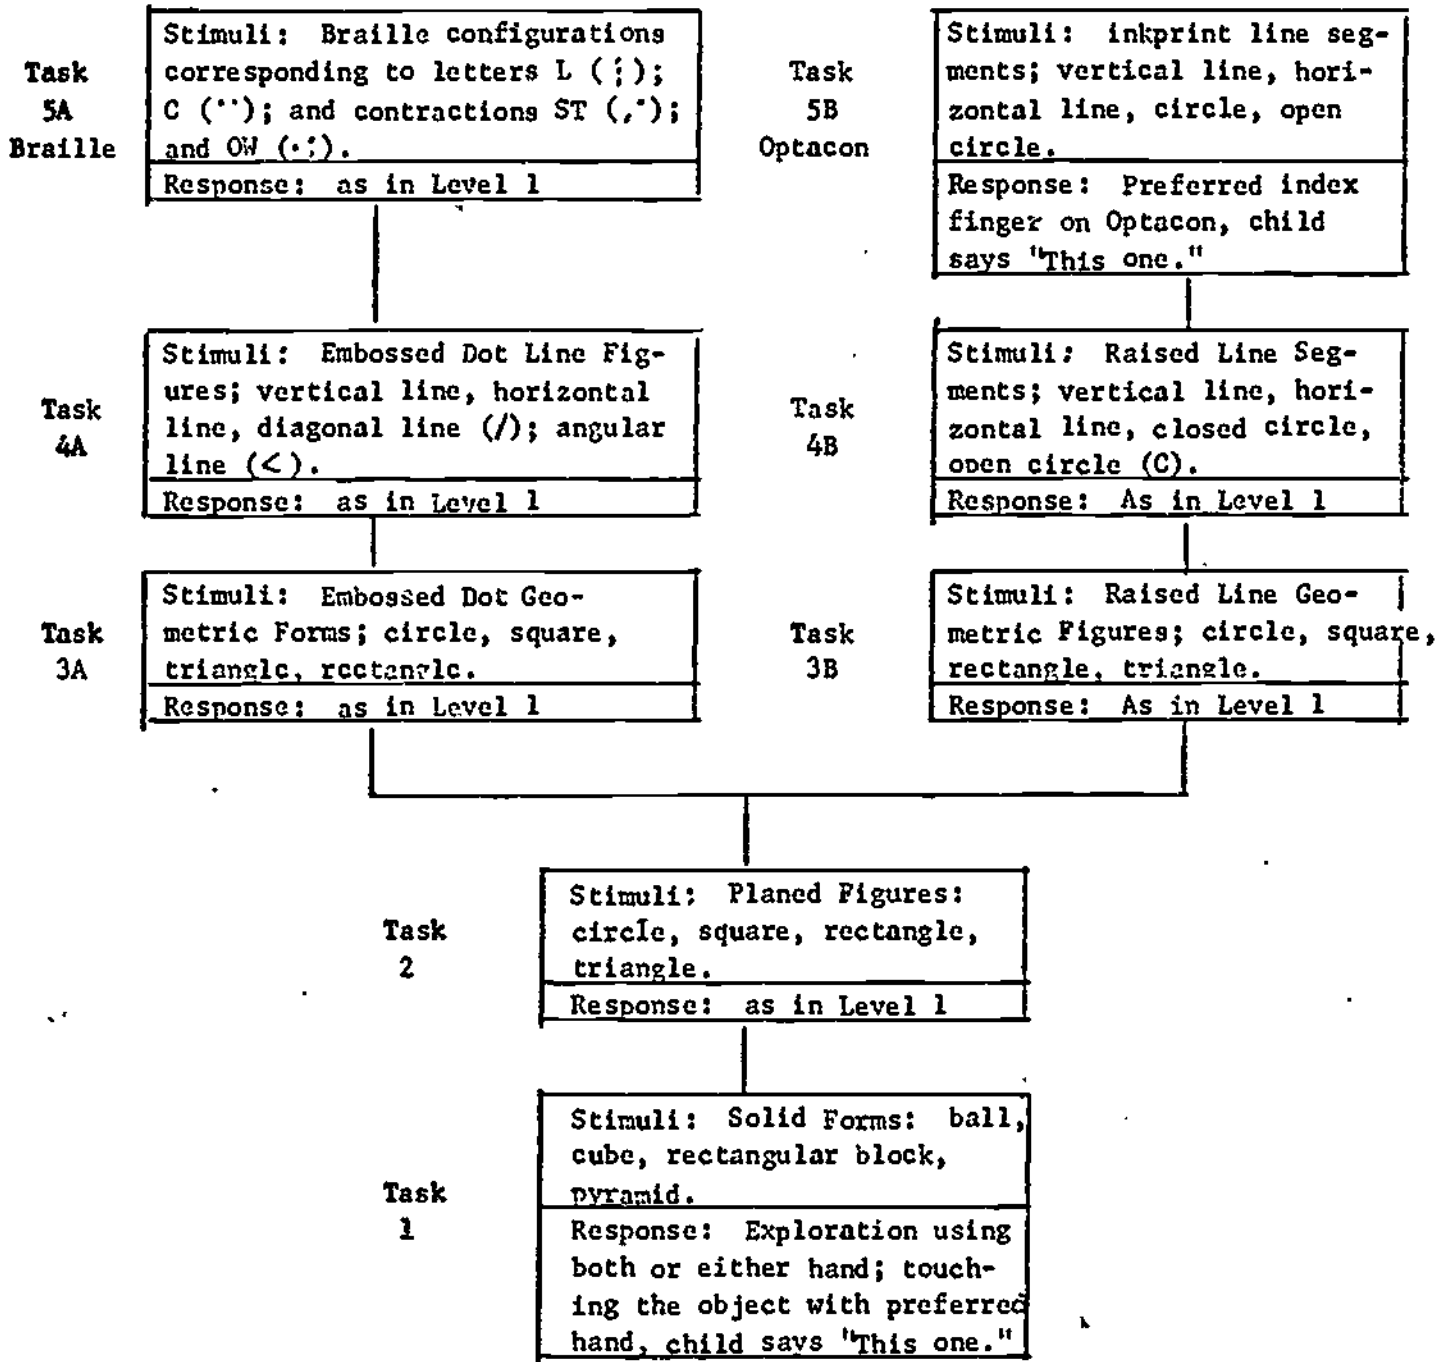 Task
5A
Braille
Stimuli: Braille configurations
corresponding to letters L (⠇);
C (⠉); and contractions ST (⠌);
and OW (⠪).
Response: as in Level 1
Task
5B
Optacon
Stimuli: inkprint line seg-
ments; vertical line, hori-
zontal line, circle, open
circle.
Response: Preferred index
finger on Optacon, child
says "This one."
Task
4A
Stimuli: Embossed Dot Line Fig-
ures; vertical line, horizontal
line, diagonal line (/); angular
line (<).
Response: as in Level 1
Task
4B
Stimuli: Raised Line Seg-
ments; vertical line, hori-
zontal line, closed circle,
open circle (C).
Response: As in Level 1
Task
3A
Stimuli: Embossed Dot Geo-
metric Forms; circle, square,
triangle, rectangle.
Response: as in Level 1
Task
3B
Stimuli: Raised Line Geo-
metric Figures; circle, square,
rectangle, triangle.
Response: As in Level 1
Task
2
Stimuli: Planed Figures:
circle, square, rectangle,
triangle.
Response: as in Level 1
Task
1
Stimuli: Solid Forms: ball,
cube, rectangular block,
pyramid.
Response: Exploration using
both or either hand; touch-
ing the object with preferred
hand, child says "This one."